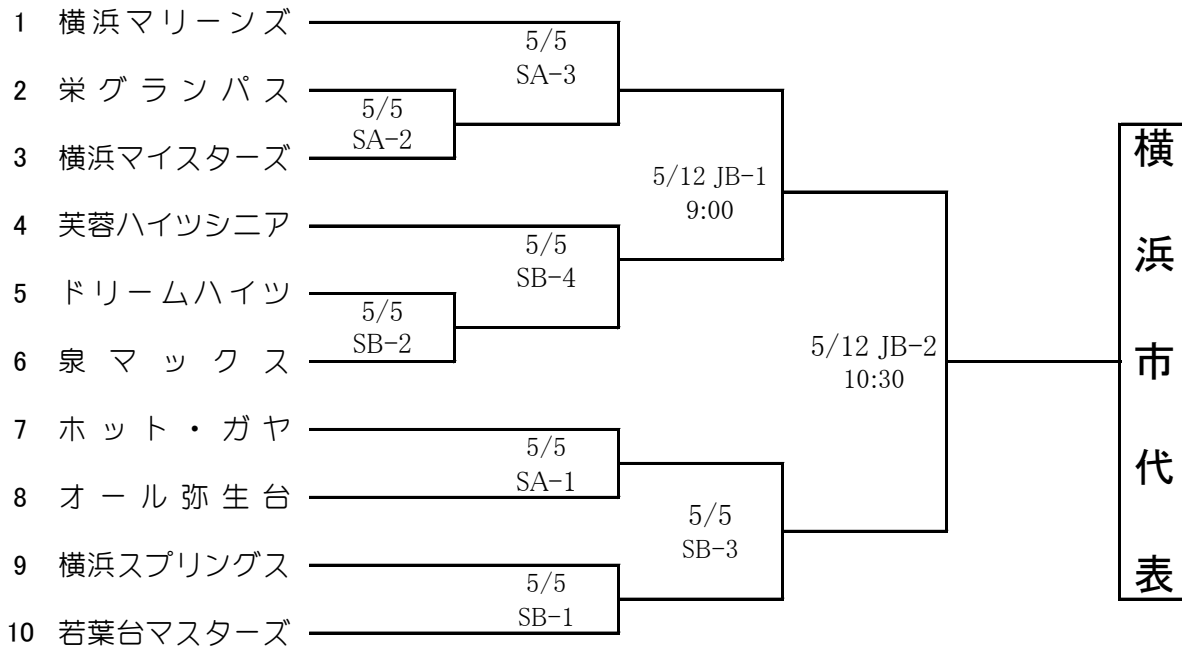 1 横浜マリーンズ
5/5
SA-3
2 栄グランパス
5/5
SA-2
3 横浜マイスターズ
5/12 JB-1
9:00
4 芙蓉ハイツシニア
5/5
SB-4
5 ドリームハイツ
5/5
SB-2
6 泉マックス
5/12 JB-2
10:30
7 ホット・ガヤ
5/5
SA-1
8 オール弥生台
5/5
SB-3
9 横浜スプリングス
5/5
SB-1
10 若葉台マスターズ
横浜市代表